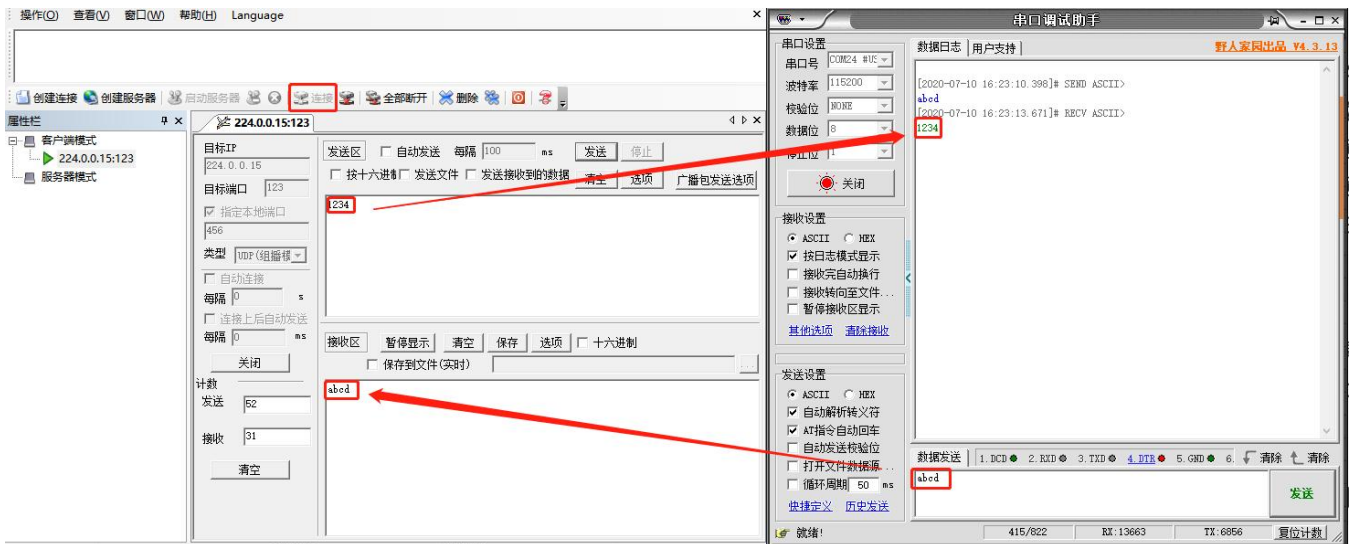 操作(O) 查看(V) 窗口(W) 帮助(H) Language
创建连接 创建服务器 启动服务器 连接 全部断开 删除
属性栏
客户端模式
224.0.0.15:123
服务器模式
224.0.0.15:123
目标IP
224.0.0.15
目标端口 123
指定本地端口
456
类型 UDP(组播模
自动连接
每隔 0 s
连接上后自动发送
每隔 0 ms
关闭
计数
发送 52
接收 31
清空
发送区 自动发送 每隔 100 ms 发送 停止
按十六进制 发送文件 发送接收到的数据 清空 选项 广播包发送选项
1234
接收区 暂停显示 清空 保存 选项 十六进制
保存到文件(实时) ...
abcd
串口调试助手
串口设置
串口号 COM24 #US
波特率 115200
校验位 NONE
数据位 8
停止位 1
关闭
接收设置
ASCII HEX
按日志模式显示
接收完自动换行
接收转向至文件...
暂停接收区显示
其他选项 清除接收
发送设置
ASCII HEX
自动解析转义符
AT指令自动回车
自动发送校验位
打开文件数据源...
循环周期 50 ms
快捷定义 历史发送
数据日志 用户支持 野人家园出品 V4.3.13
[2020-07-10 16:23:10.398]# SEND ASCII>
abcd
[2020-07-10 16:23:13.671]# RECV ASCII>
1234
数据发送 1.DCD 2.RXD 3.TXD 4.DTR 5.GND 6. 清除 清除
abcd
发送
就绪! 415/822 RX:13663 TX:6856 复位计数